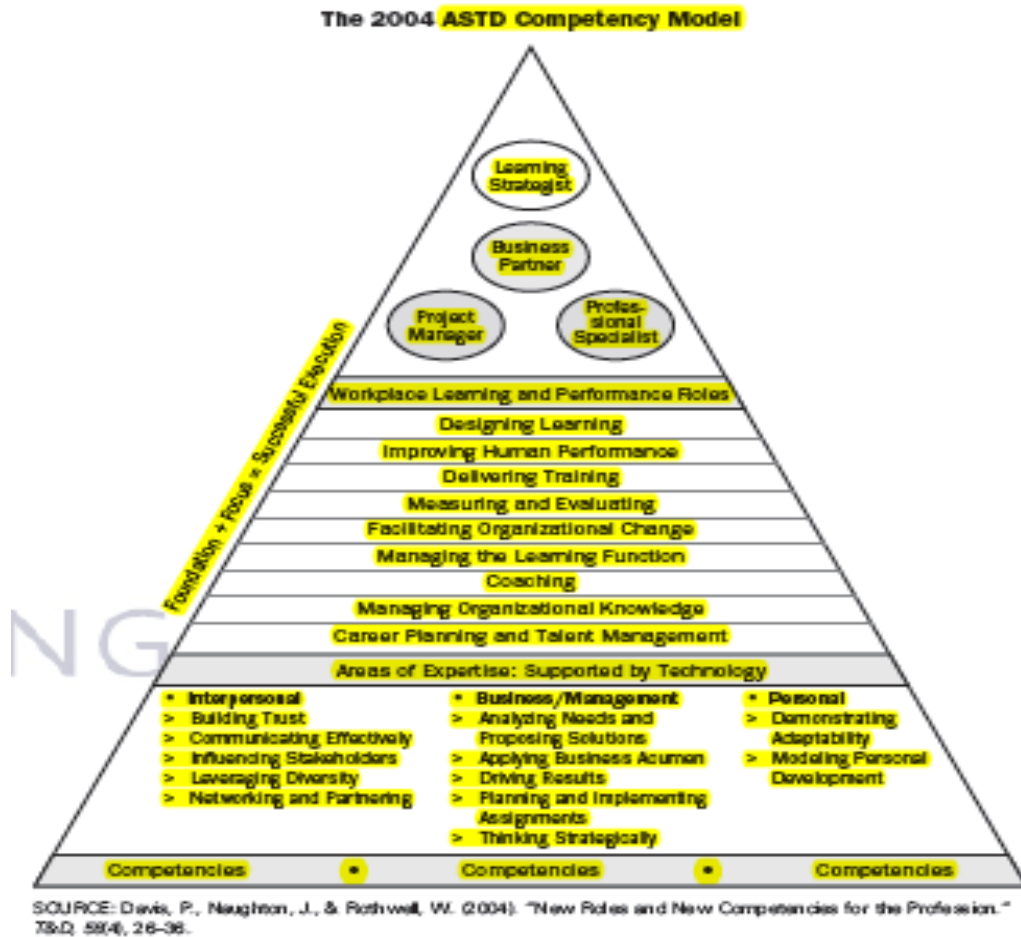 The 2004 ASTD Competency Model
Learning
Strategist
Business
Partner
Project
Manager
Profes-
sional
Specialist
Foundation + Focus = Successful Execution
Workplace Learning and Performance Roles
Designing Learning
Improving Human Performance
Delivering Training
Measuring and Evaluating
Facilitating Organizational Change
Managing the Learning Function
Coaching
Managing Organizational Knowledge
Career Planning and Talent Management
NG
Areas of Expertise: Supported by Technology
• Interpersonal
> Building Trust
> Communicating Effectively
> Influencing Stakeholders
> Leveraging Diversity
> Networking and Partnering
• Business/Management
> Analyzing Needs and
Proposing Solutions
> Applying Business Acumen
> Driving Results
> Planning and Implementing
Assignments
> Thinking Strategically
• Personal
> Demonstrating
Adaptability
> Modeling Personal
Development
Competencies • Competencies • Competencies
SOURCE: Davis, P., Naughton, J., & Rothwell, W. (2004). “New Roles and New Competencies for the Profession.”
T&D, 58(4), 26–36.